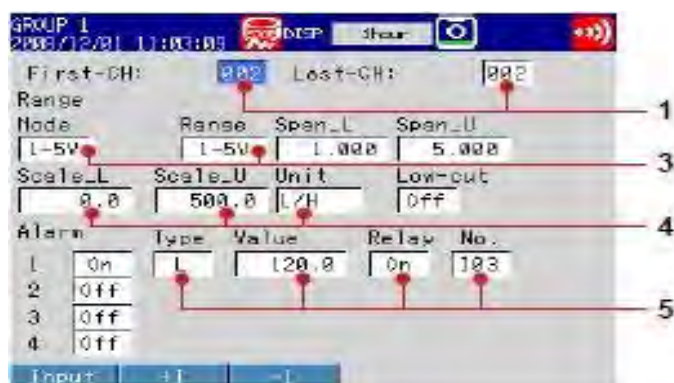 GROUP 1
2008/12/01 11:03:09 DISP 1hour
First-CH: 002 Last-CH: 002
Range
Mode Range Span_L Span_U
1-5V 1-5V 1.000 5.000
Scale_L Scale_U Unit Low-cut
0.0 500.0 L/H Off
Alarm Type Value Relay No.
1 On L 120.0 On I03
2 Off
3 Off
4 Off
Input +1 -1
1
3
4
5